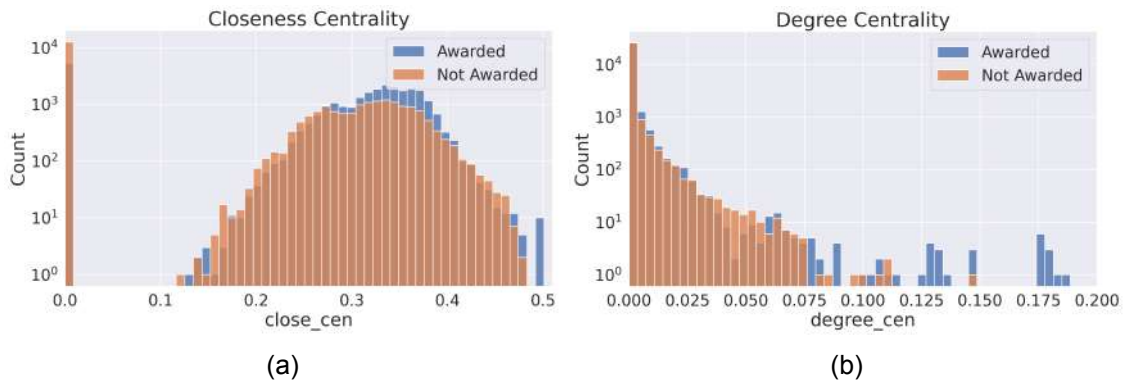 Closeness Centrality
10^4
10^3
10^2
10^1
10^0
Count
Awarded
Not Awarded
0.0 0.1 0.2 0.3 0.4 0.5
close_cen
(a)
Degree Centrality
10^4
10^3
10^2
10^1
10^0
Count
Awarded
Not Awarded
0.000 0.025 0.050 0.075 0.100 0.125 0.150 0.175 0.200
degree_cen
(b)